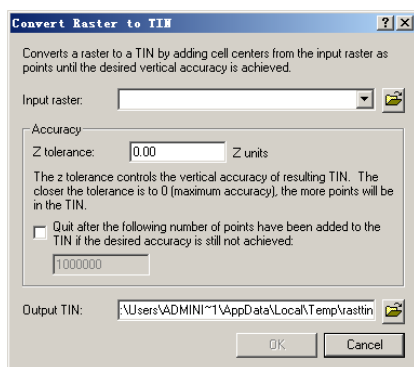 Convert Raster to TIN
Converts a raster to a TIN by adding cell centers from the input raster as
points until the desired vertical accuracy is achieved.
Input raster:
Accuracy
Z tolerance: 0.00 Z units
The z tolerance controls the vertical accuracy of resulting TIN. The
closer the tolerance is to 0 (maximum accuracy), the more points will be
in the TIN.
Quit after the following number of points have been added to the
TIN if the desired accuracy is still not achieved:
1000000
Output TIN: :\Users\ADMINI~1\AppData\Local\Temp\rasttin
OK Cancel